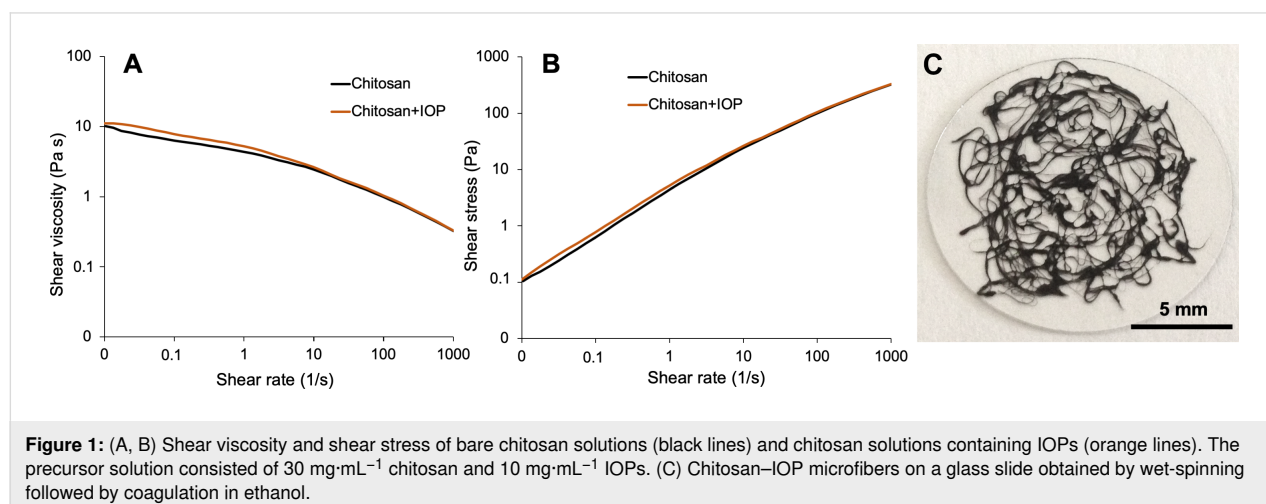 A
Chitosan
Chitosan+IOP
100
10
1
0.1
0
0
0.1
1
10
100
1000
Shear viscosity (Pa s)
Shear rate (1/s)
B
Chitosan
Chitosan+IOP
1000
100
10
1
0.1
0
0
0.1
1
10
100
1000
Shear stress (Pa)
Shear rate (1/s)
C
5 mm
Figure 1: (A, B) Shear viscosity and shear stress of bare chitosan solutions (black lines) and chitosan solutions containing IOPs (orange lines). The
precursor solution consisted of 30 mg·mL⁻¹ chitosan and 10 mg·mL⁻¹ IOPs. (C) Chitosan–IOP microfibers on a glass slide obtained by wet-spinning
followed by coagulation in ethanol.